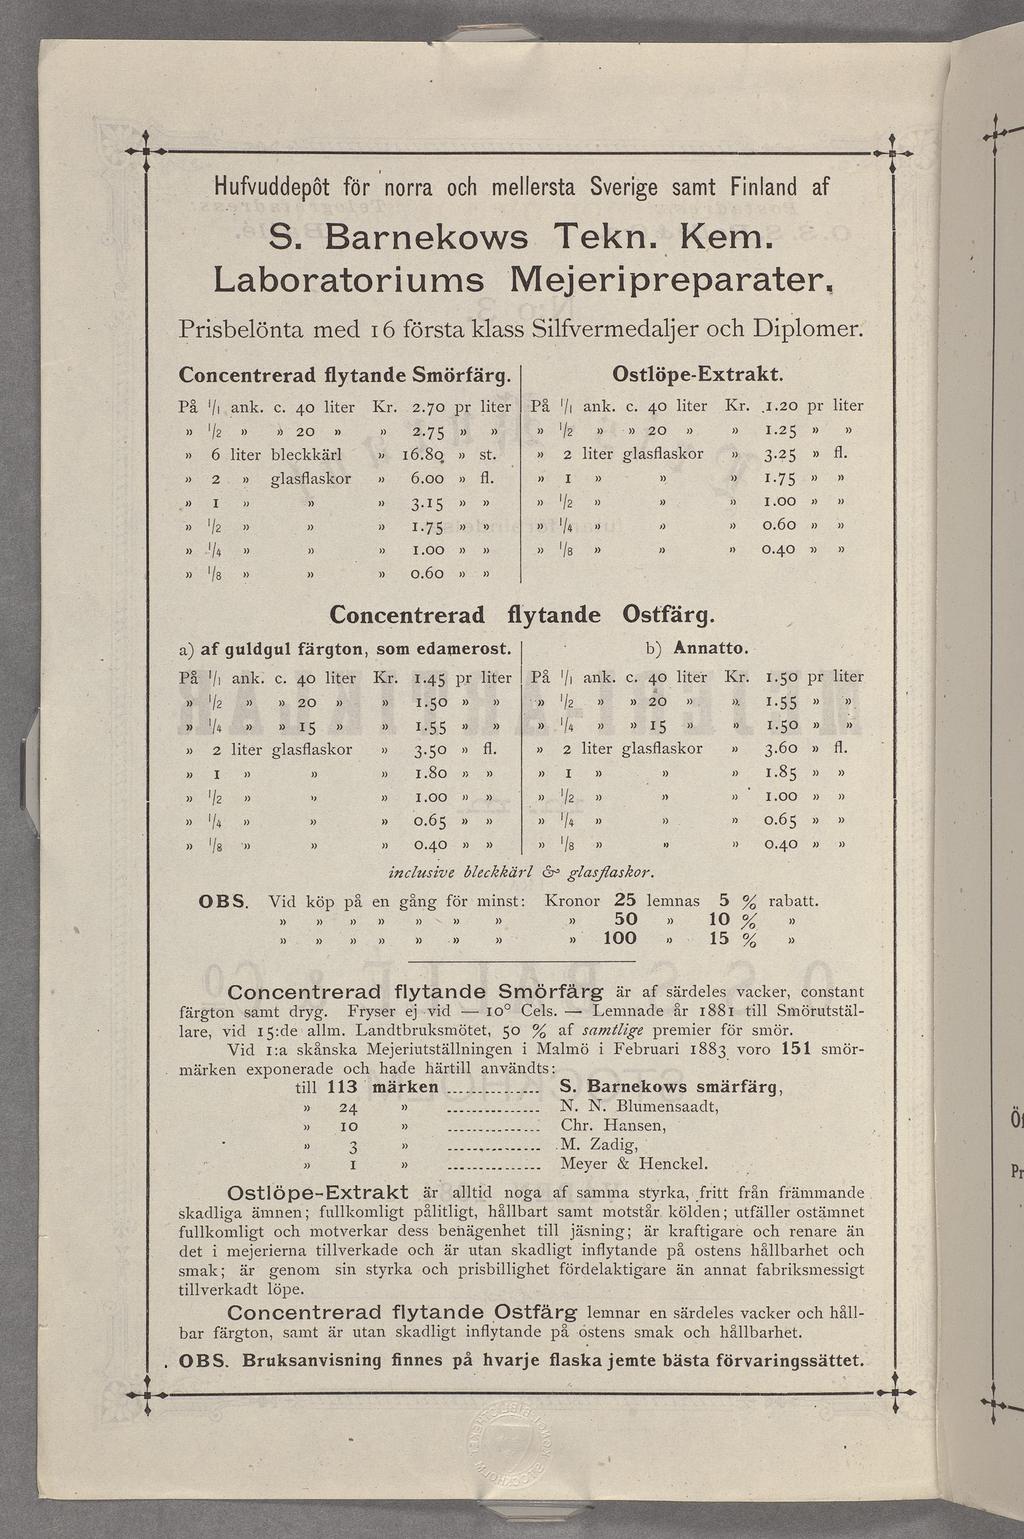 Hufvuddepôt för norra och mellersta Sverige samt Finland af
S. Barnekows Tekn. Kem.
Laboratoriums Mejeripreparater.
Prisbelönta med 16 första klass Silfvermedaljer och Diplomer.
Concentrerad flytande Smörfärg.
På 1/1 ank. c. 40 liter Kr. 2.70 pr liter
» 1/2 » » 20 » » 2.75 » »
» 6 liter bleckkärl » 16.80 » st.
» 2 » glasflaskor » 6.00 » fl.
» 1 » » » 3.15 » »
» 1/2 » » » 1.75 » »
» 1/4 » » » 1.00 » »
» 1/8 » » » 0.60 » »
Ostlöpe-Extrakt.
På 1/1 ank. c. 40 liter Kr. 1.20 pr liter
» 1/2 » » 20 » » 1.25 » »
» 2 liter glasflaskor » 3.25 » fl.
» 1 » » » 1.75 » »
» 1/2 » » » 1.00 » »
» 1/4 » » » 0.60 » »
» 1/8 » » » 0.40 » »
Concentrerad flytande Ostfärg.
a) af guldgul färgton, som edamerost.
På 1/1 ank. c. 40 liter Kr. 1.45 pr liter
» 1/2 » » 20 » » 1.50 » »
» 1/4 » » 15 » » 1.55 » »
» 2 liter glasflaskor » 3.50 » fl.
» 1 » » » 1.80 » »
» 1/2 » » » 1.00 » »
» 1/4 » » » 0.65 » »
» 1/8 » » » 0.40 » »
b) Annatto.
På 1/1 ank. c. 40 liter Kr. 1.50 pr liter
» 1/2 » » 20 » » 1.55 » »
» 1/4 » » 15 » » 1.50 » »
» 2 liter glasflaskor » 3.60 » fl.
» 1 » » » 1.85 » »
» 1/2 » » » 1.00 » »
» 1/4 » » » 0.65 » »
» 1/8 » » » 0.40 » »
inclusive bleckkärl & glasflaskor.
OBS. Vid köp på en gång för minst: Kronor 25 lemnas 5 % rabatt.
» » » » » » » » 50 » 10 % »
» » » » » » » » 100 » 15 % »
Concentrerad flytande Smörfärg är af särdeles vacker, constant
färgton samt dryg. Fryser ej vid — 10° Cels. — Lemnade år 1881 till Smörutstäl-
lare, vid 15:de allm. Landtbruksmötet, 50 % af samtlige premier för smör.
Vid 1:a skånska Mejeriutställningen i Malmö i Februari 1883 voro 151 smör-
märken exponerade och hade härtill användts:
till 113 märken ............... S. Barnekows smärfärg,
» 24 » ............... N. N. Blumensaadt,
» 10 » ............... Chr. Hansen,
» 3 » ............... M. Zadig,
» 1 » ............... Meyer & Henckel.
Ostlöpe-Extrakt är alltid noga af samma styrka, fritt från främmande
skadliga ämnen; fullkomligt pålitligt, hållbart samt motstår kölden; utfäller ostämnet
fullkomligt och motverkar dess benägenhet till jäsning; är kraftigare och renare än
det i mejerierna tillverkade och är utan skadligt inflytande på ostens hållbarhet och
smak; är genom sin styrka och prisbillighet fördelaktigare än annat fabriksmessigt
tillverkadt löpe.
Concentrerad flytande Ostfärg lemnar en särdeles vacker och håll-
bar färgton, samt är utan skadligt inflytande på ostens smak och hållbarhet.
OBS. Bruksanvisning finnes på hvarje flaska jemte bästa förvaringssättet.